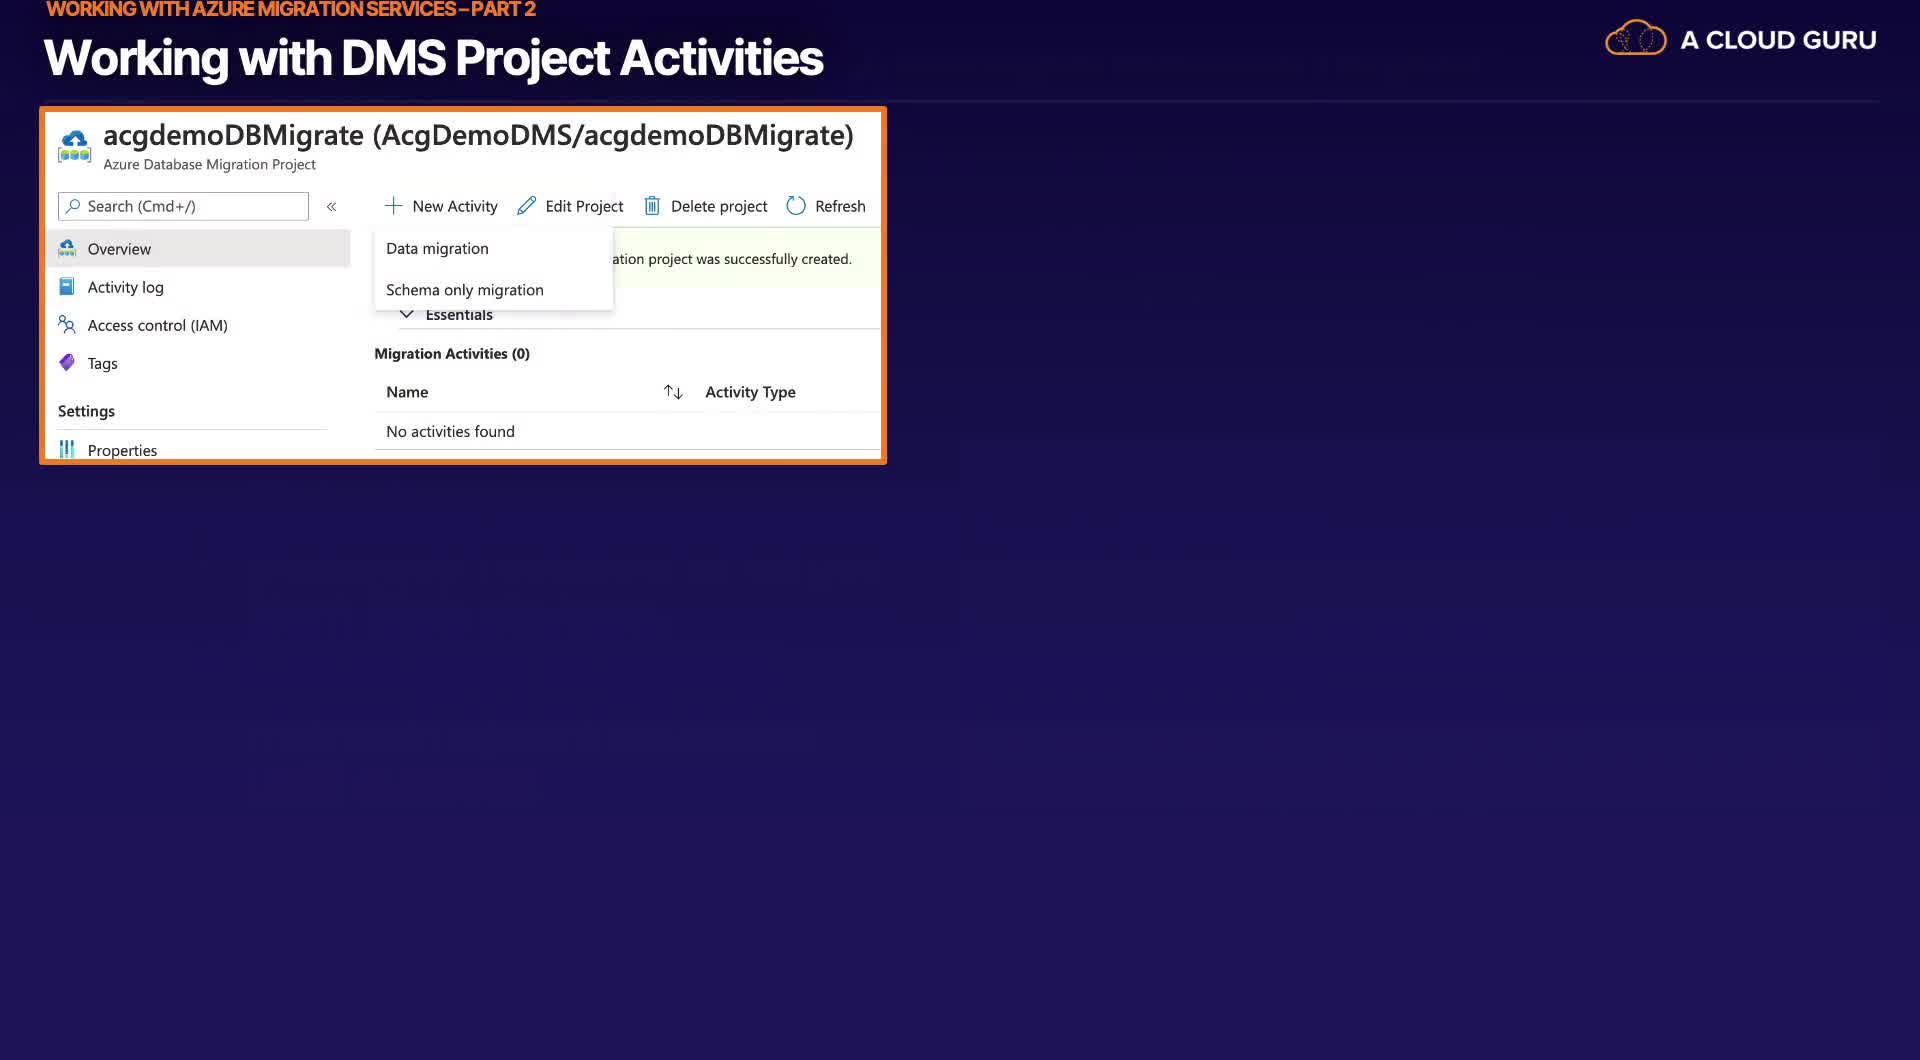 WORKING WITH AZURE MIGRATION SERVICES – PART 2
Working with DMS Project Activities
A CLOUD GURU
acgdemoDBMigrate (AcgDemoDMS/acgdemoDBMigrate)
Azure Database Migration Project
Search (Cmd+/)
«
New Activity
Edit Project
Delete project
Refresh
Overview
Activity log
Access control (IAM)
Tags
Settings
Properties
Data migration
Schema only migration
ation project was successfully created.
Essentials
Migration Activities (0)
Name
Activity Type
No activities found